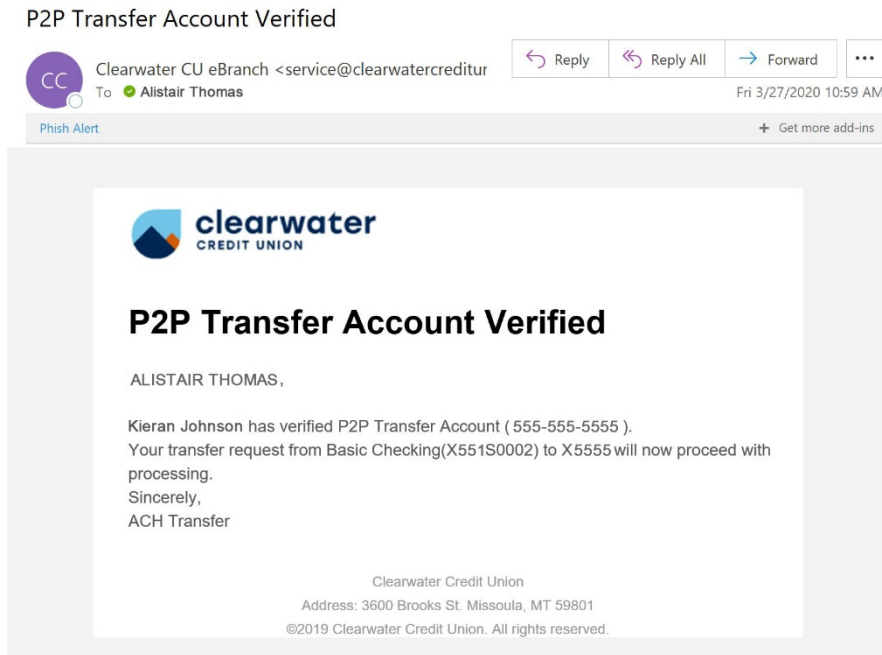 P2P Transfer Account Verified
CC
Clearwater CU eBranch <service@clearwatercreditur
Reply
Reply All
Forward
...
To Alistair Thomas
Fri 3/27/2020 10:59 AM
Phish Alert
+ Get more add-ins
clearwater
CREDIT UNION
P2P Transfer Account Verified
ALISTAIR THOMAS,
Kieran Johnson has verified P2P Transfer Account ( 555-555-5555 ).
Your transfer request from Basic Checking(X551S0002) to X5555 will now proceed with
processing.
Sincerely,
ACH Transfer
Clearwater Credit Union
Address: 3600 Brooks St. Missoula, MT 59801
©2019 Clearwater Credit Union. All rights reserved.